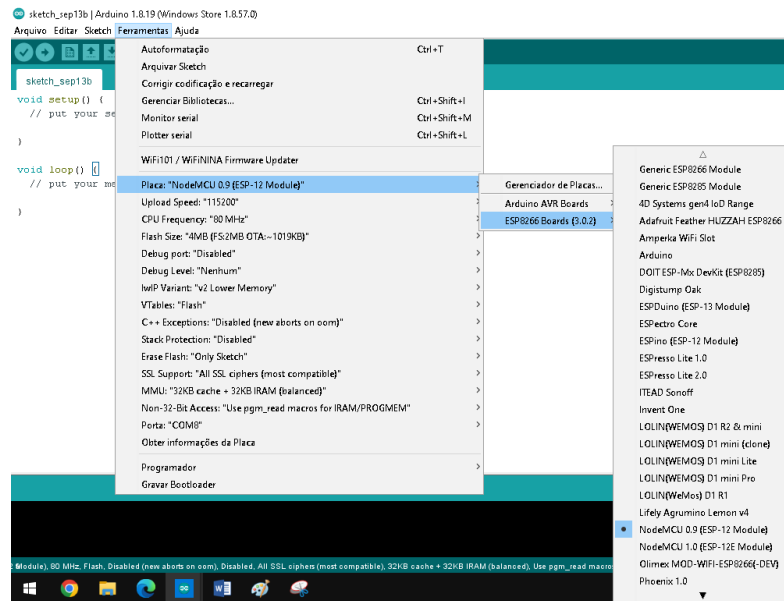 sketch_sep13b | Arduino 1.8.19 (Windows Store 1.8.57.0)
Arquivo Editar Sketch Ferramentas Ajuda
sketch_sep13b
void setup() {
// put your se
}
void loop() {
// put your me
}
Autoformatação Ctrl+T
Arquivar Sketch
Corrigir codificação e recarregar
Gerenciar Bibliotecas... Ctrl+Shift+I
Monitor serial Ctrl+Shift+M
Plotter serial Ctrl+Shift+L
WiFi101 / WiFiNINA Firmware Updater
Placa: "NodeMCU 0.9 (ESP-12 Module)"
Upload Speed: "115200"
CPU Frequency: "80 MHz"
Flash Size: "4MB (FS:2MB OTA:~1019KB)"
Debug port: "Disabled"
Debug Level: "Nenhum"
lwIP Variant: "v2 Lower Memory"
VTables: "Flash"
C++ Exceptions: "Disabled (new aborts on oom)"
Stack Protection: "Disabled"
Erase Flash: "Only Sketch"
SSL Support: "All SSL ciphers (most compatible)"
MMU: "32KB cache + 32KB IRAM (balanced)"
Non-32-Bit Access: "Use pgm_read macros for IRAM/PROGMEM"
Porta: "COM8"
Obter informações da Placa
Programador
Gravar Bootloader
Gerenciador de Placas...
Arduino AVR Boards
ESP8266 Boards (3.0.2)
Generic ESP8266 Module
Generic ESP8285 Module
4D Systems gen4 IoD Range
Adafruit Feather HUZZAH ESP8266
Amperka WiFi Slot
Arduino
DOIT ESP-Mx DevKit (ESP8285)
Digistump Oak
ESPDuino (ESP-13 Module)
ESPectro Core
ESPino (ESP-12 Module)
ESPresso Lite 1.0
ESPresso Lite 2.0
ITEAD Sonoff
Invent One
LOLIN(WEMOS) D1 R2 & mini
LOLIN(WEMOS) D1 mini (clone)
LOLIN(WEMOS) D1 mini Lite
LOLIN(WEMOS) D1 mini Pro
LOLIN(WeMos) D1 R1
Lifely Agrumino Lemon v4
NodeMCU 0.9 (ESP-12 Module)
NodeMCU 1.0 (ESP-12E Module)
Olimex MOD-WIFI-ESP8266(-DEV)
Phoenix 1.0
Module), 80 MHz, Flash, Disabled (new aborts on oom), Disabled, All SSL ciphers (most compatible), 32KB cache + 32KB IRAM (balanced), Use pgm_read macros